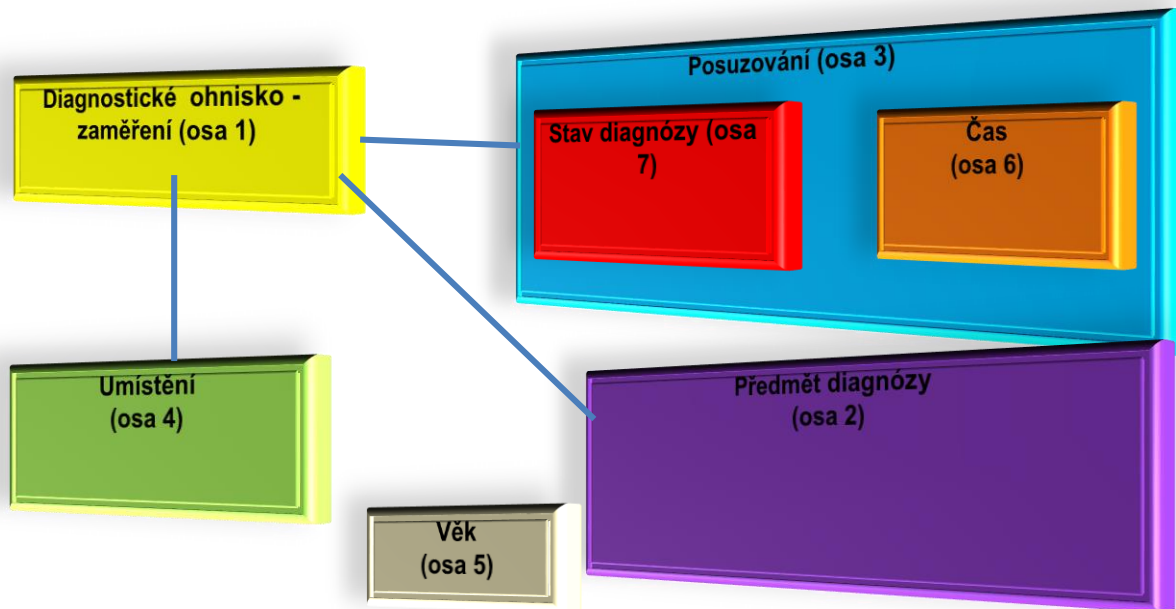 Diagnostické ohnisko -
zaměření (osa 1)
Posuzování (osa 3)
Stav diagnózy (osa
7)
Čas
(osa 6)
Umístění
(osa 4)
Předmět diagnózy
(osa 2)
Věk
(osa 5)